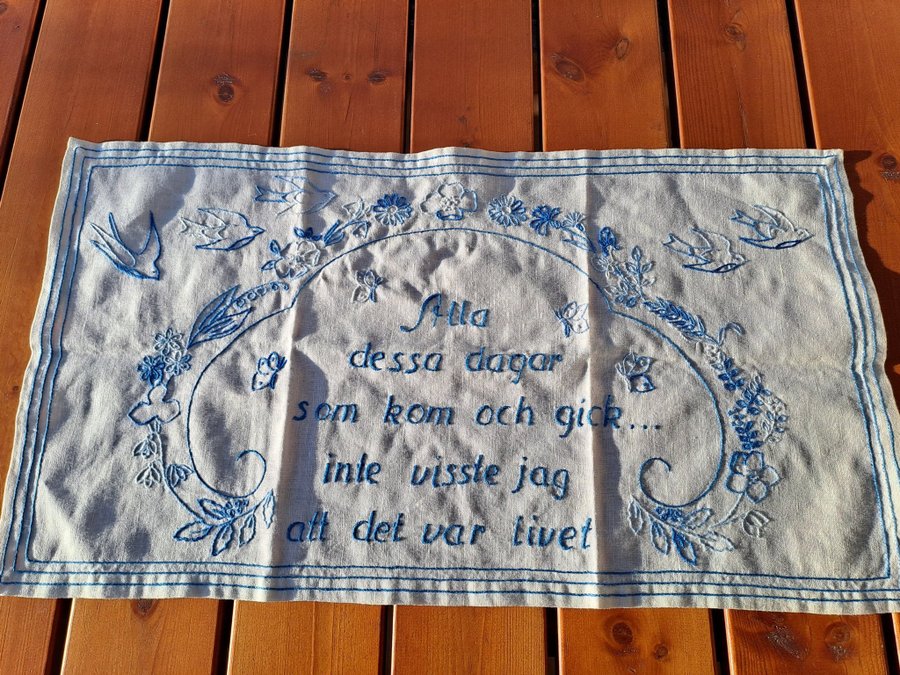 Alla
dessa dagar
som kom och gick...
inte visste jag
att det var livet